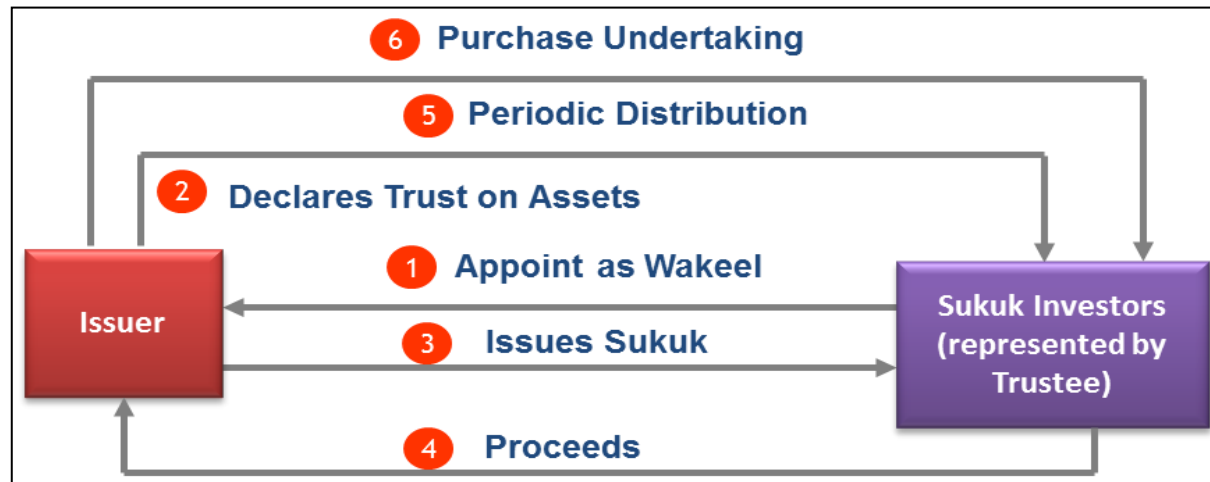 6 Purchase Undertaking
5 Periodic Distribution
2 Declares Trust on Assets
1 Appoint as Wakeel
Issuer
Sukuk Investors
(represented by
Trustee)
3 Issues Sukuk
4 Proceeds